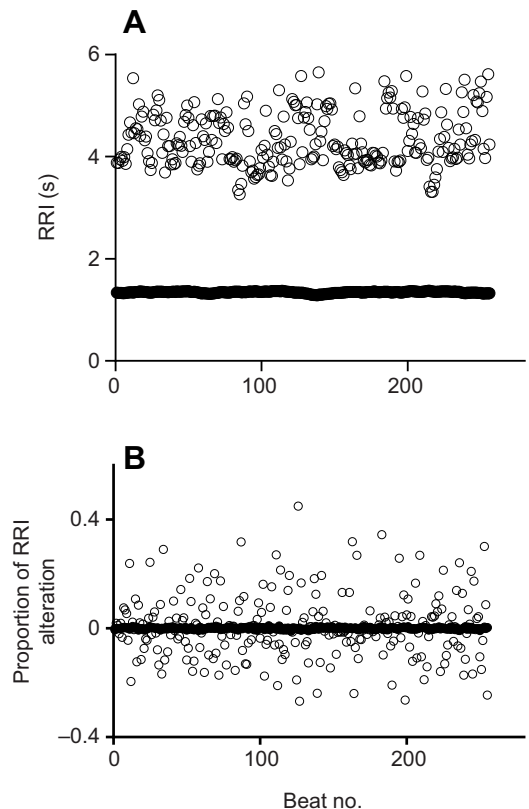 A
6
4
2
0
RRI (s)
0 100 200
B
0.4
0
–0.4
Proportion of RRI
alteration
0 100 200
Beat no.